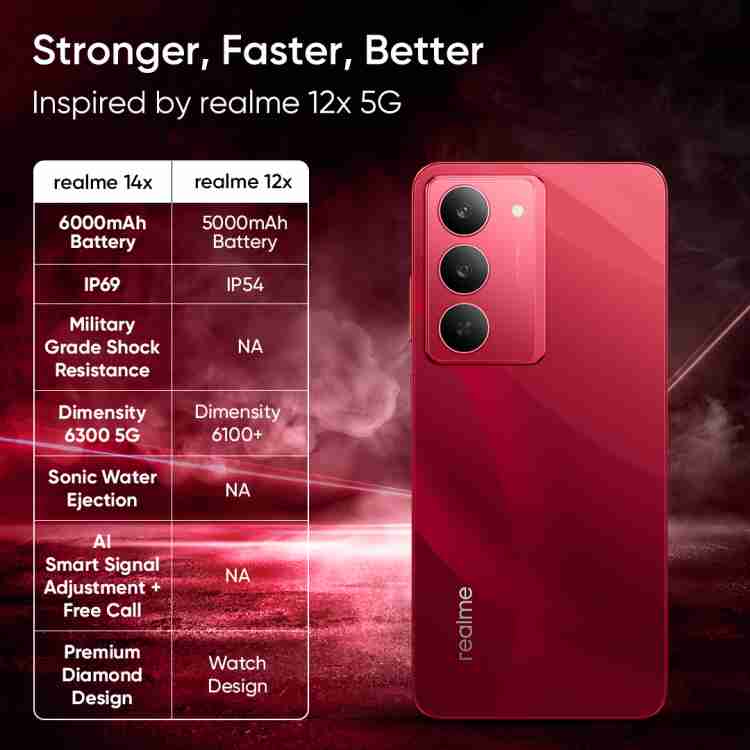 Stronger, Faster, Better
Inspired by realme 12x 5G
realme 14x realme 12x
6000mAh Battery 5000mAh Battery
IP69 IP54
Military Grade Shock Resistance NA
Dimensity 6300 5G Dimensity 6100+
Sonic Water Ejection NA
AI Smart Signal Adjustment + Free Call NA
Premium Diamond Design Watch Design
realme